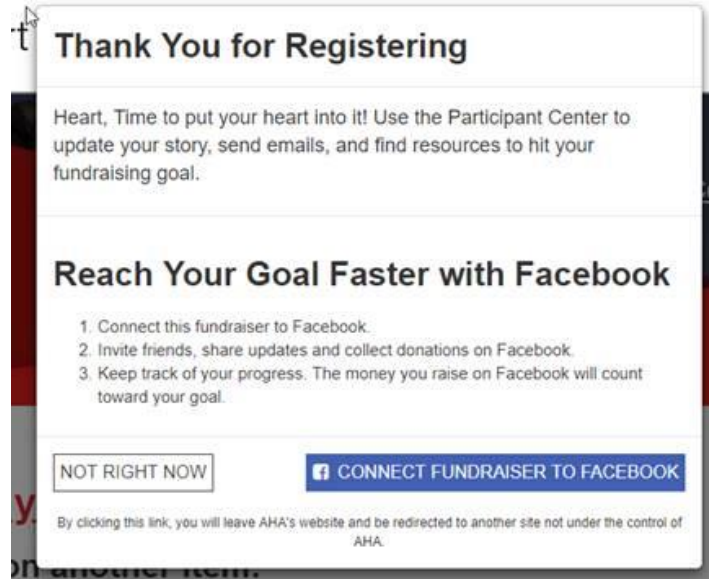 Thank You for Registering
Heart, Time to put your heart into it! Use the Participant Center to
update your story, send emails, and find resources to hit your
fundraising goal.
Reach Your Goal Faster with Facebook
1. Connect this fundraiser to Facebook.
2. Invite friends, share updates and collect donations on Facebook.
3. Keep track of your progress. The money you raise on Facebook will count
toward your goal.
NOT RIGHT NOW
CONNECT FUNDRAISER TO FACEBOOK
By clicking this link, you will leave AHA's website and be redirected to another site not under the control of
AHA.